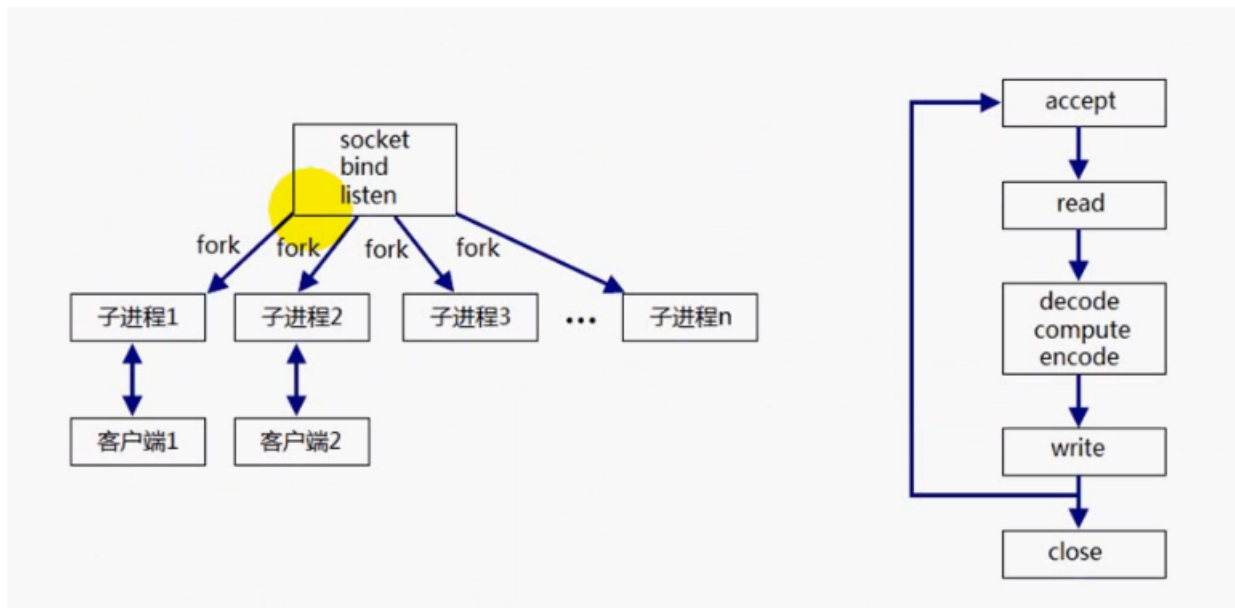 socket
bind
listen
fork fork fork fork
子进程1 子进程2 子进程3 ... 子进程n
客户端1 客户端2
accept
read
decode
compute
encode
write
close